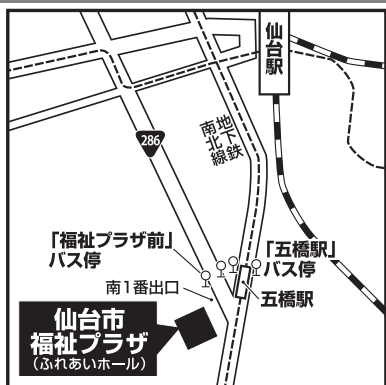 仙台駅
286
地下鉄
南北線
「福祉プラザ前」
バス停
「五橋駅」
バス停
南1番出口
五橋駅
仙台市
福祉プラザ
（ふれあいホール）